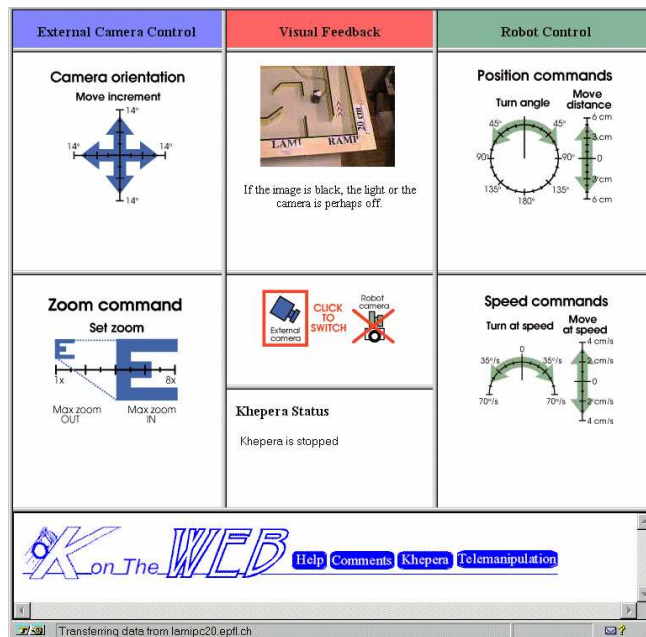 External Camera Control
Visual Feedback
Robot Control
Camera orientation
Move increment
14°
14°
14°
14°
LAMI
RAMP
20 cm.
If the image is black, the light or the
camera is perhaps off.
Position commands
Turn angle
Move
distance
45°
45°
90°
90°
135°
135°
180°
6 cm
3 cm
0
3 cm
6 cm
Zoom command
Set zoom
E
E
1x
8x
Max zoom
OUT
Max zoom
IN
External
camera
CLICK
TO
SWITCH
Robot
camera
Khepera Status
Khepera is stopped
Speed commands
Turn at speed
Move
at speed
0
35°/s
35°/s
70°/s
70°/s
4 cm/s
2 cm/s
0
2 cm/s
4 cm/s
K on The WEB
Help
Comments
Khepera
Telemanipulation
Transferring data from lamipc20.epfl.ch